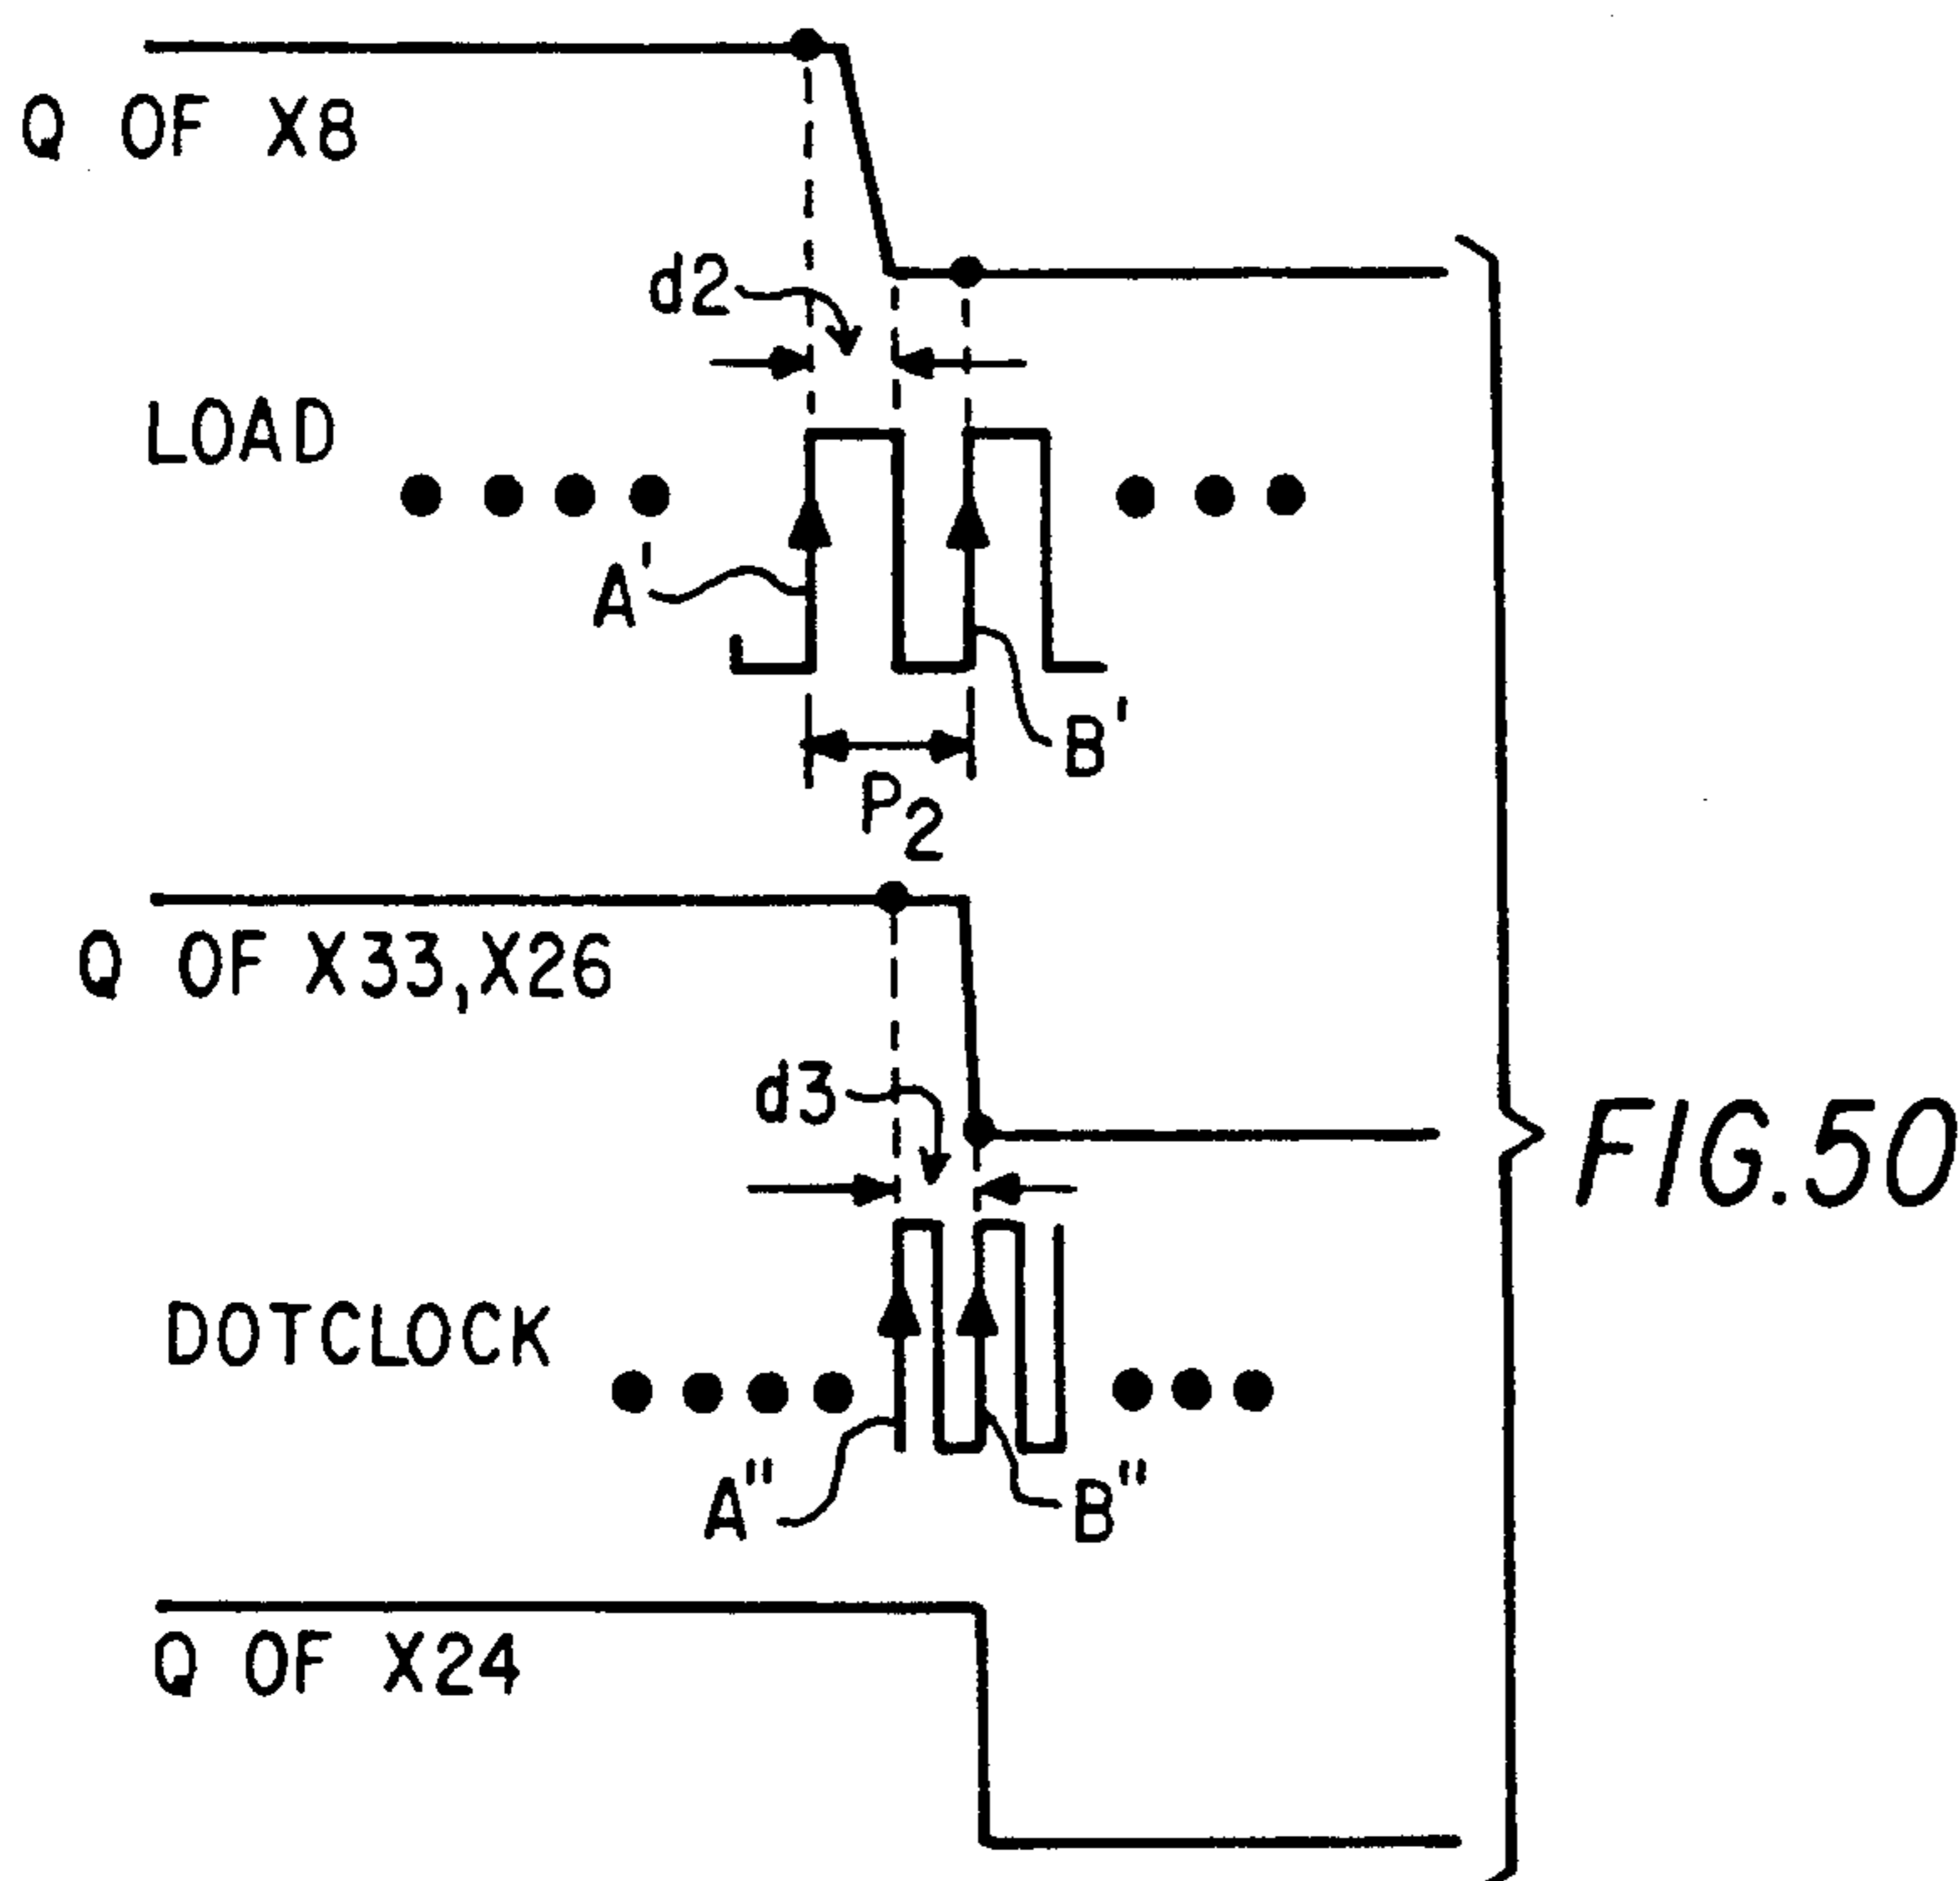 Q OF X8
d2
LOAD
A'
B'
P2
Q OF X33,X26
d3
FIG.50
DOTCLOCK
A"
B"
Q OF X24